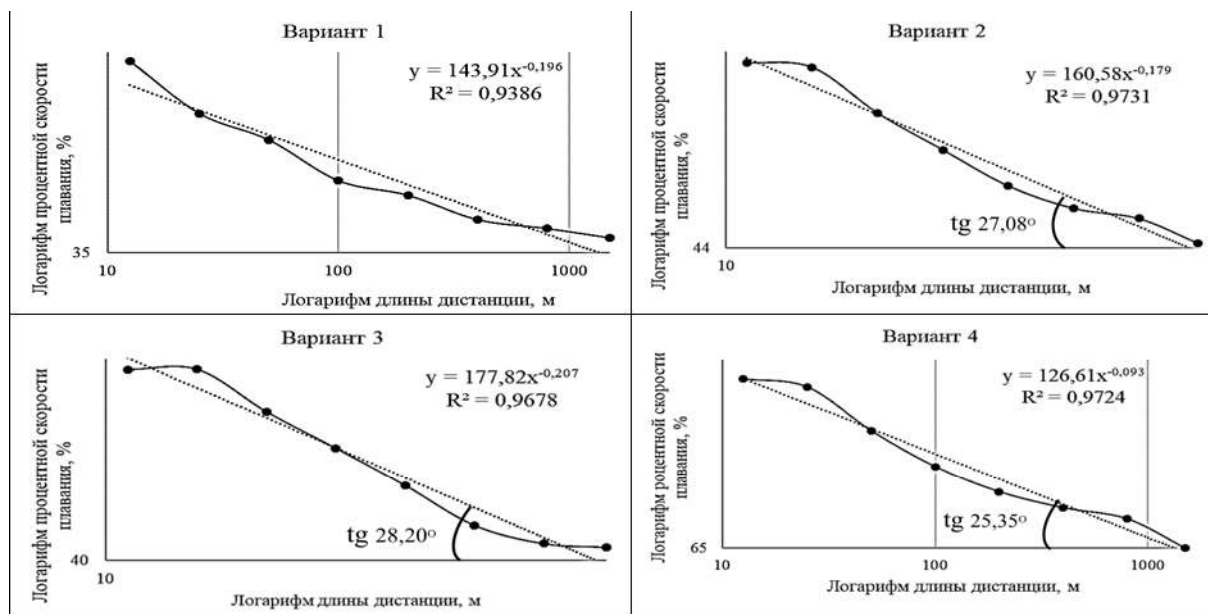 Вариант 1
Логарифм процентной скорости
плавания, %
y = 143,91x^-0,196
R² = 0,9386
35
10
100
1000
Логарифм длины дистанции, м
Вариант 2
Логарифм процентной скорости
плавания, %
y = 160,58x^-0,179
R² = 0,9731
tg 27,08°
44
10
Логарифм длины дистанции, м
Вариант 3
Логарифм процентной скорости
плавания, %
y = 177,82x^-0,207
R² = 0,9678
tg 28,20°
40
10
Логарифм длины дистанции, м
Вариант 4
Логарифм роцентной скорости
плавания, %
y = 126,61x^-0,093
R² = 0,9724
tg 25,35°
65
10
100
1000
Логарифм длины дистанции, м